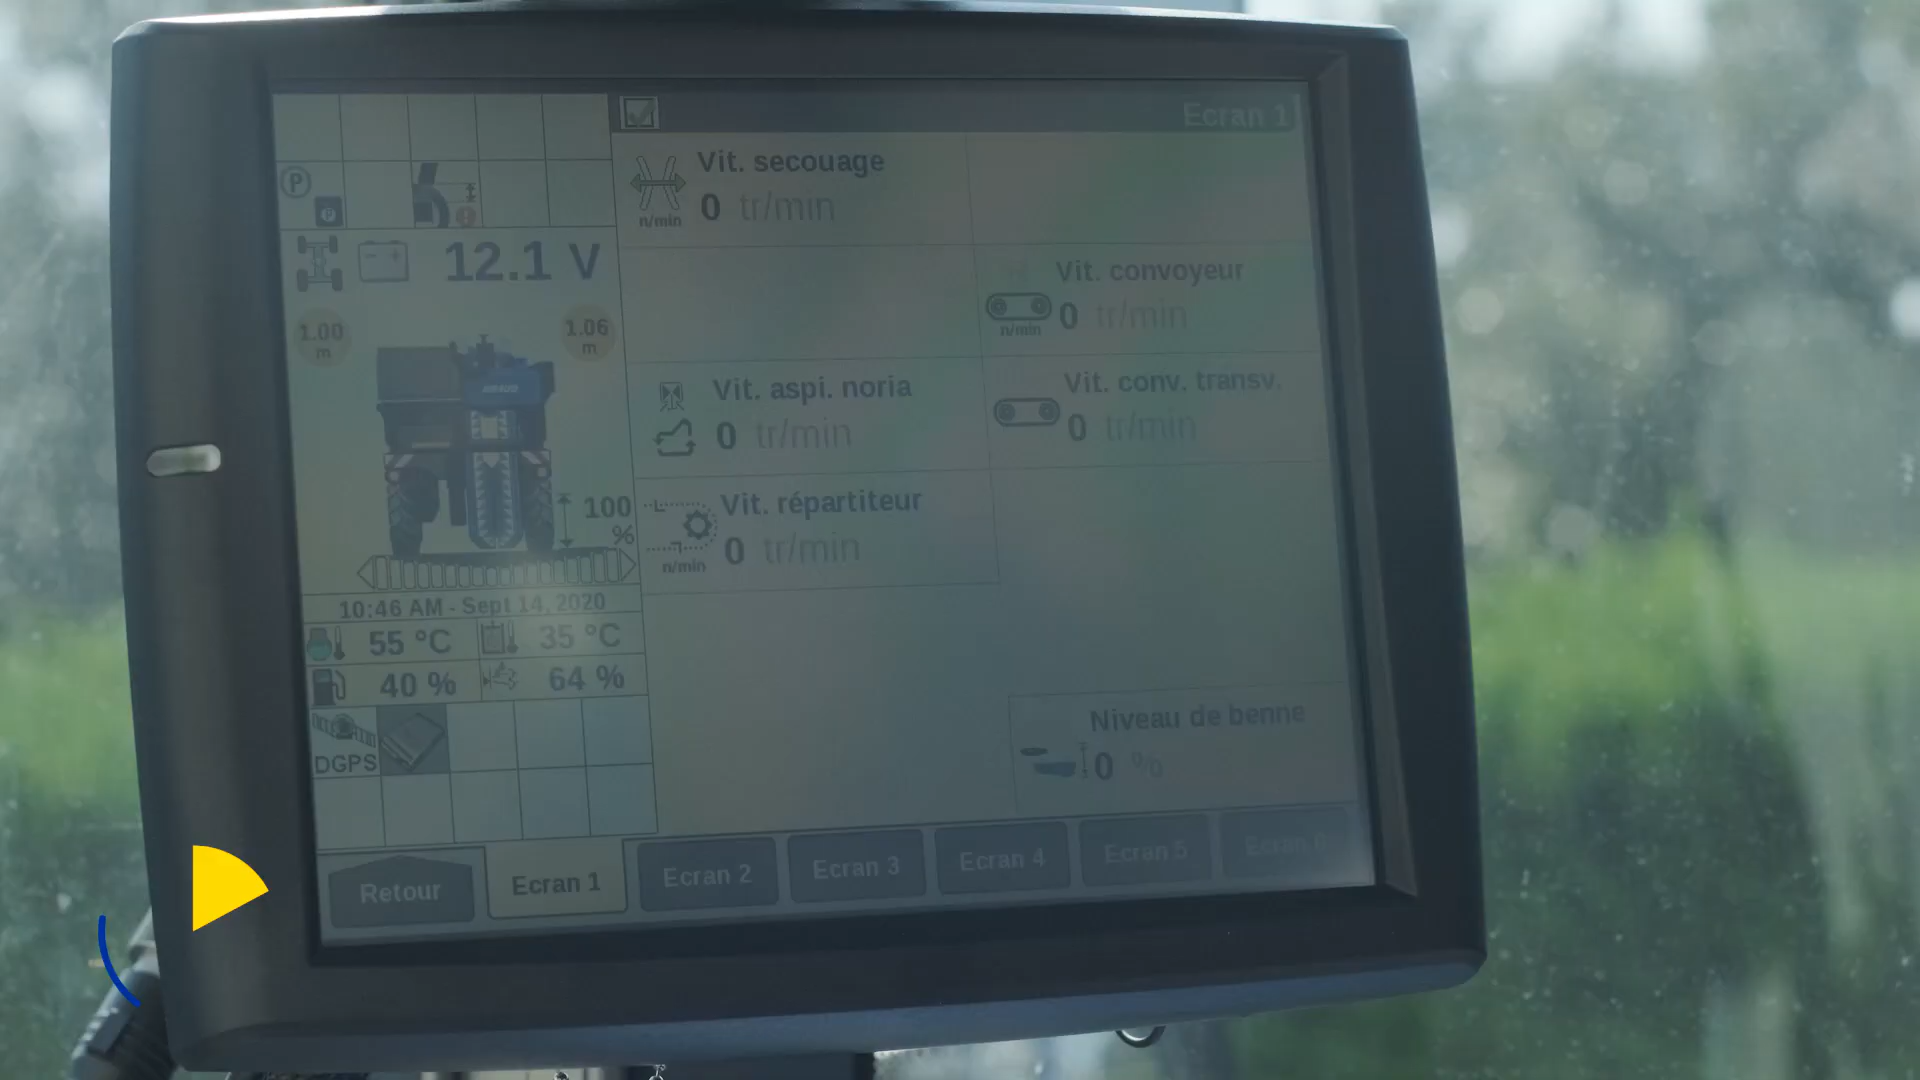 Ecran 1
Vit. secouage
n/min 0 tr/min
P
P
12.1 V
1.00 m
1.06 m
Vit. convoyeur
n/min 0 tr/min
Vit. aspi. noria
0 tr/min
Vit. conv. transv.
0 tr/min
100 %
Vit. répartiteur
n/min 0 tr/min
10:46 AM - Sept 14, 2020
55 °C 35 °C
40 % 64 %
DGPS
Niveau de benne
0 %
Retour Ecran 1 Ecran 2 Ecran 3 Ecran 4 Ecran 5 Ecran 6